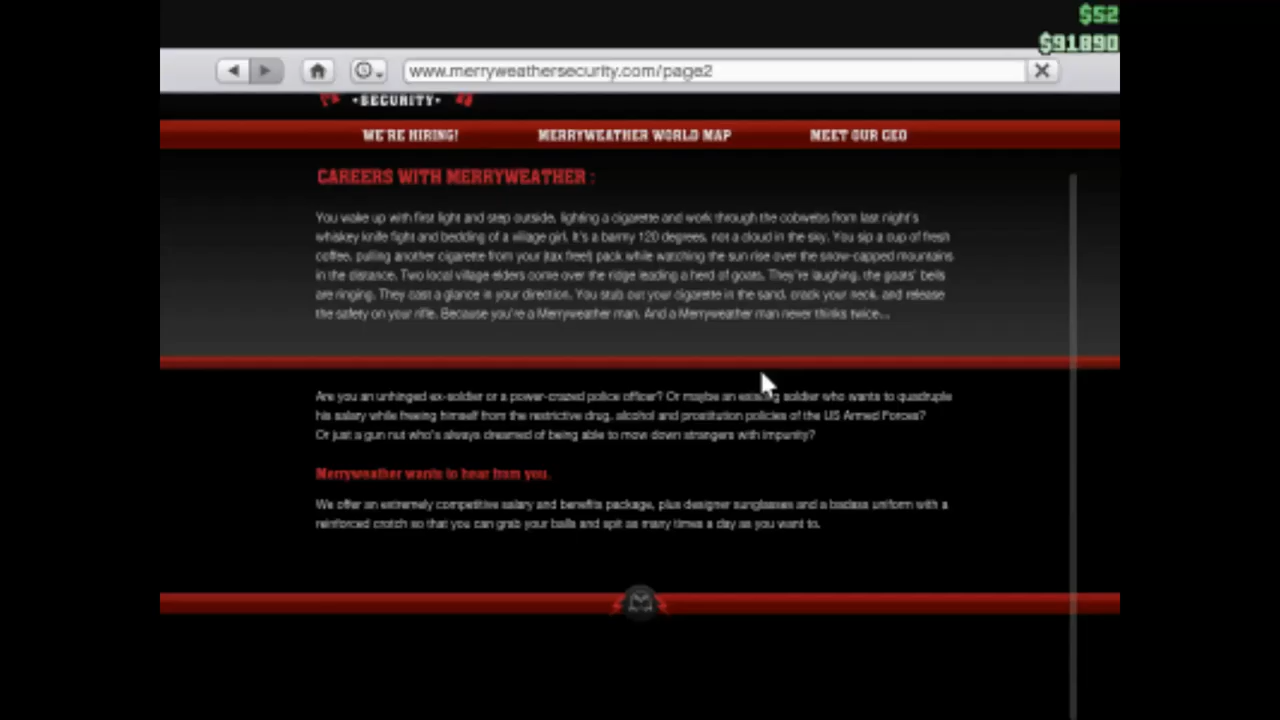 $52
$91890
www.merryweathersecurity.com/page2
•SECURITY•
WE'RE HIRING! MERRYWEATHER WORLD MAP MEET OUR CEO
CAREERS WITH MERRYWEATHER :
You wake up with first light and step outside, lighting a cigarette and work through the cobwebs from last night's
whiskey knife fight and bedding of a village girl. It's a barmy 120 degrees, not a cloud in the sky. You sip a cup of fresh
coffee, pulling another cigarette from your (tax free) pack while watching the sun rise over the snow-capped mountains
in the distance. Two local village elders come over the ridge leading a herd of goats. They're laughing, the goats' bells
are ringing. They cast a glance in your direction. You stub out your cigarette in the sand, crack your neck, and release
the safety on your rifle. Because you're a Merryweather man. And a Merryweather man never thinks twice...
Are you an unhinged ex-soldier or a power-crazed police officer? Or maybe an existing soldier who wants to quadruple
his salary while freeing himself from the restrictive drug, alcohol and prostitution policies of the US Armed Forces?
Or just a gun nut who's always dreamed of being able to mow down strangers with impunity?
Merryweather wants to hear from you.
We offer an extremely competitive salary and benefits package, plus designer sunglasses and a badass uniform with a
reinforced crotch so that you can grab your balls and spit as many times a day as you want to.